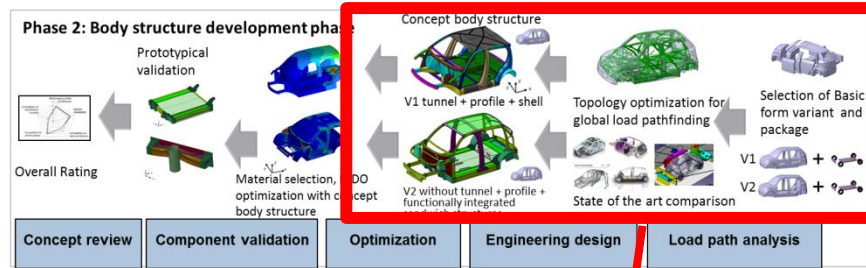 Phase 2: Body structure development phase
Prototypical
validation
Overall Rating
Material selection,
optimization with concept
body structure
Concept body structure
V1 tunnel + profile + shell
V2 without tunnel + profile +
functionally integrated
Topology optimization for
global load pathfinding
State of the art comparison
Selection of Basic
form variant and
package
V1 +
V2 +
Concept review
Component validation
Optimization
Engineering design
Load path analysis